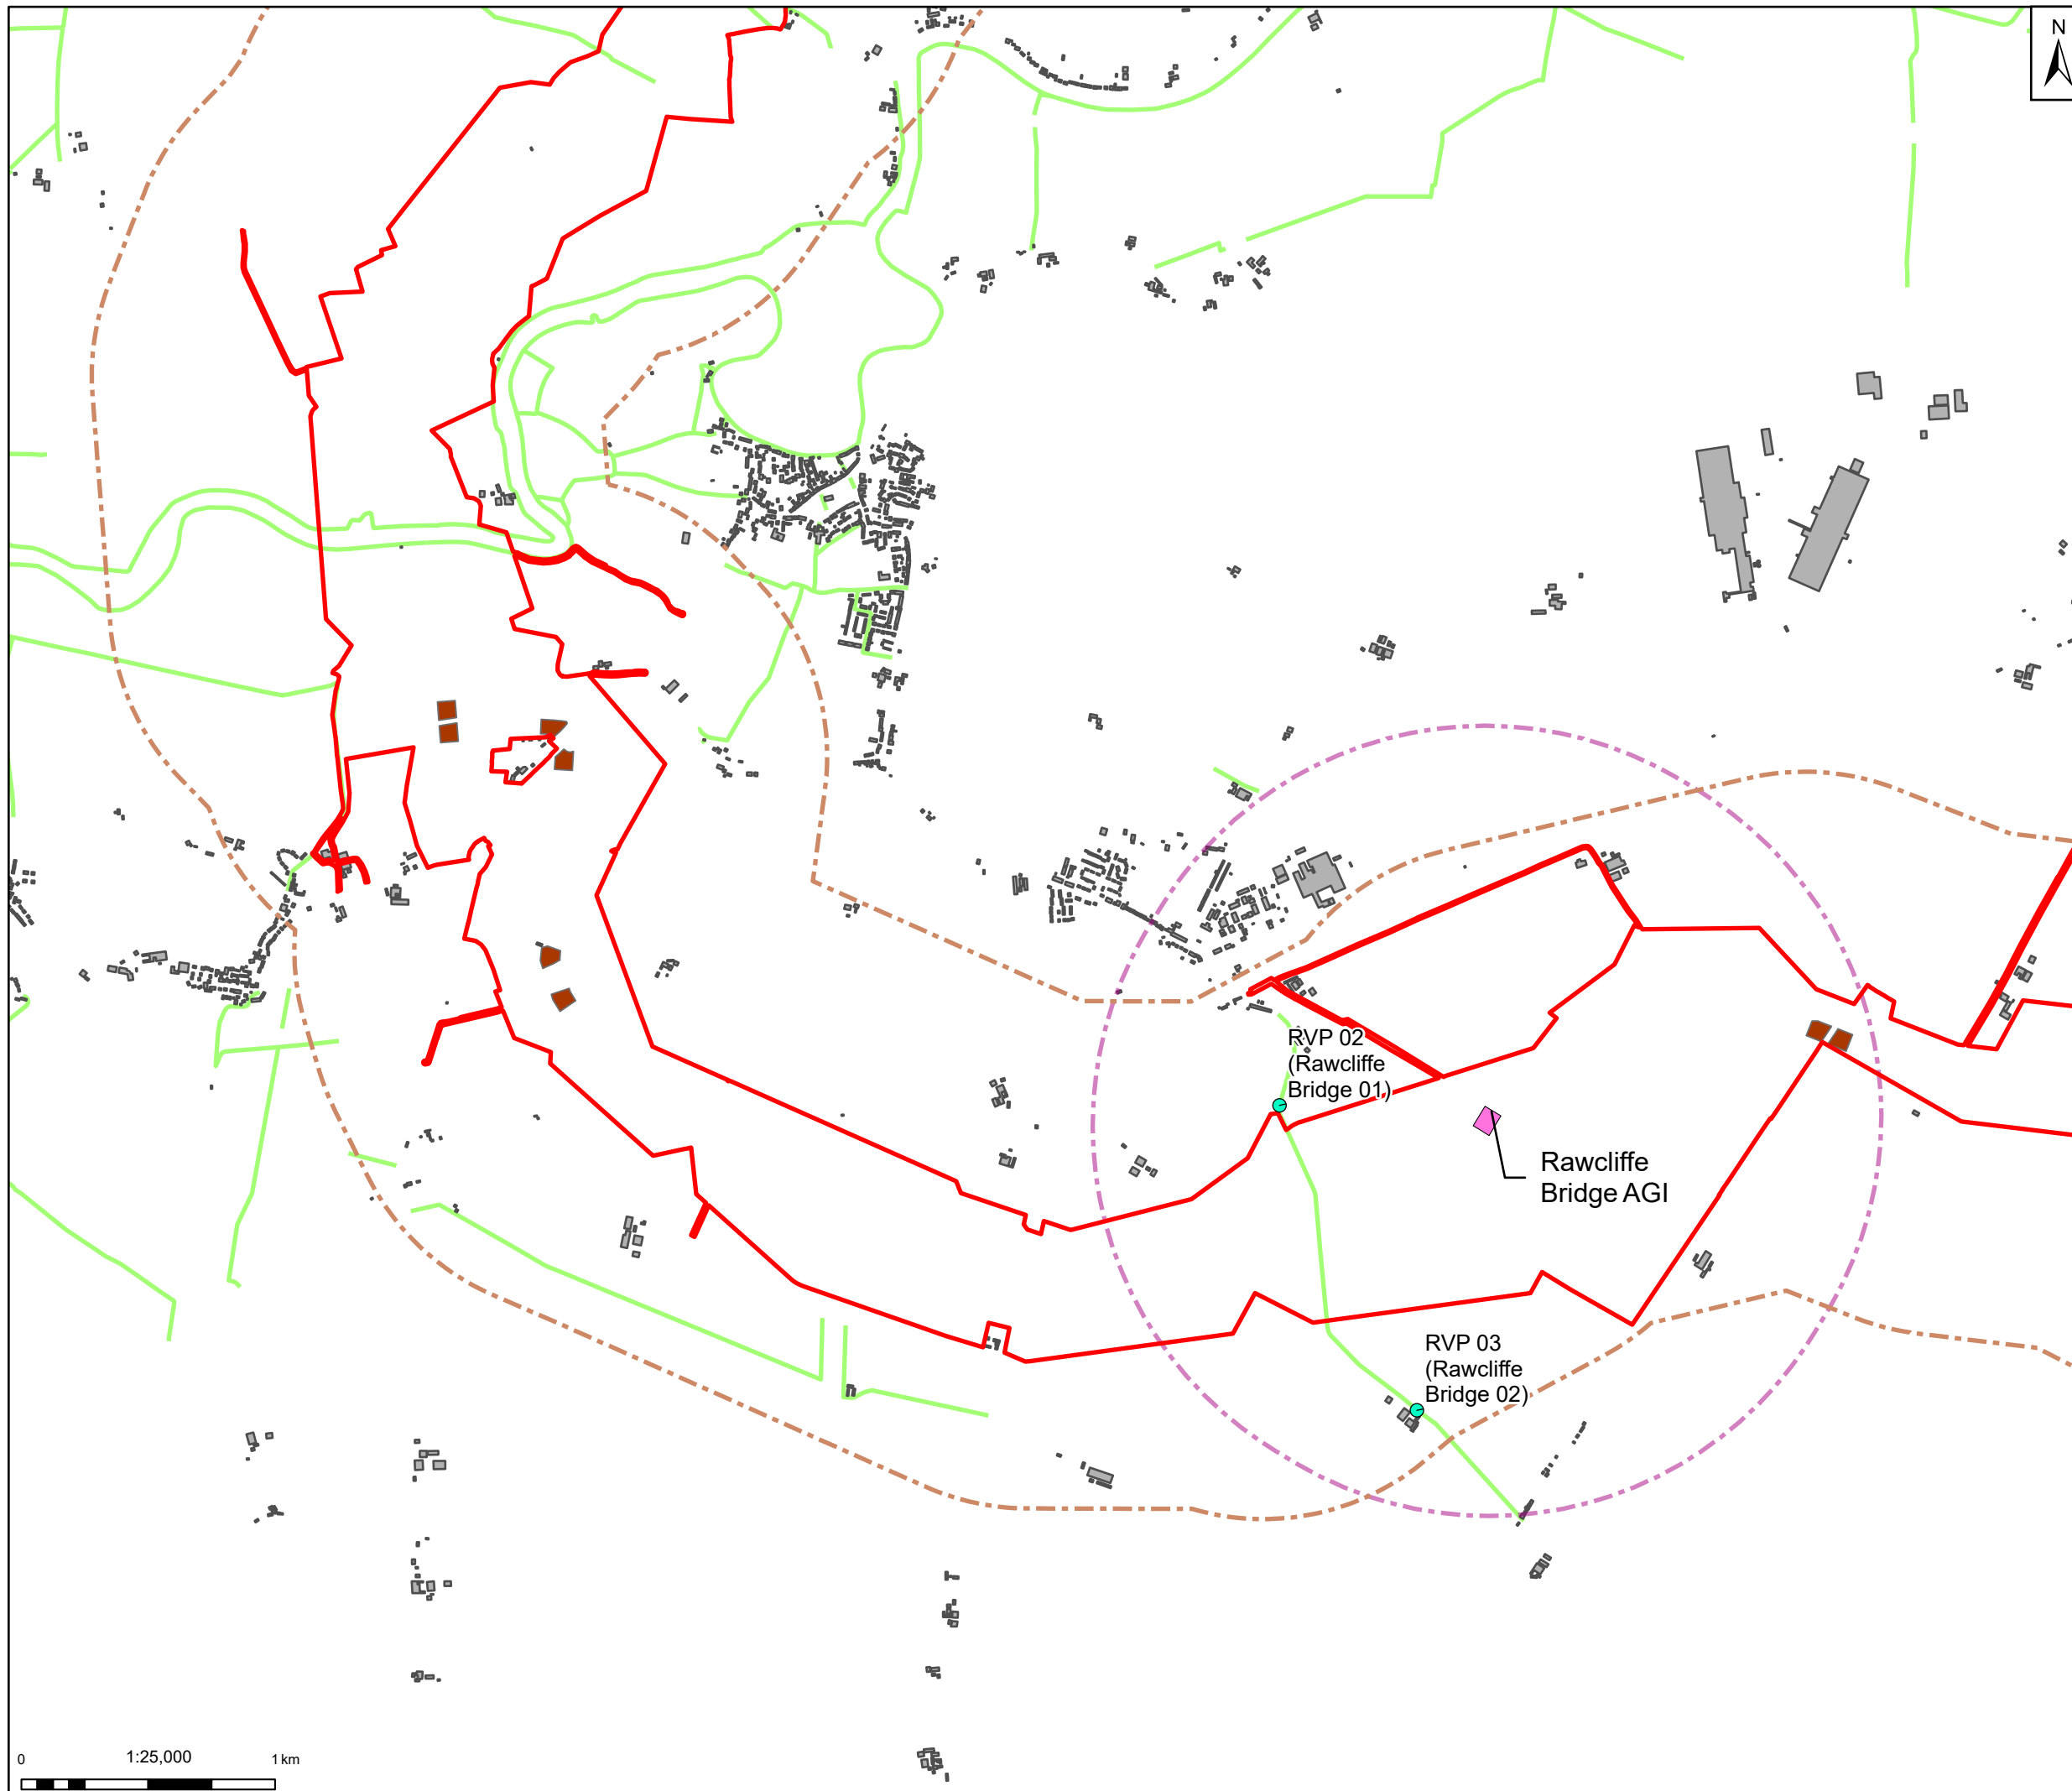 N
RVP 02
(Rawcliffe
Bridge 01)
Rawcliffe
Bridge AGI
RVP 03
(Rawcliffe
Bridge 02)
0 1:25,000 1 km